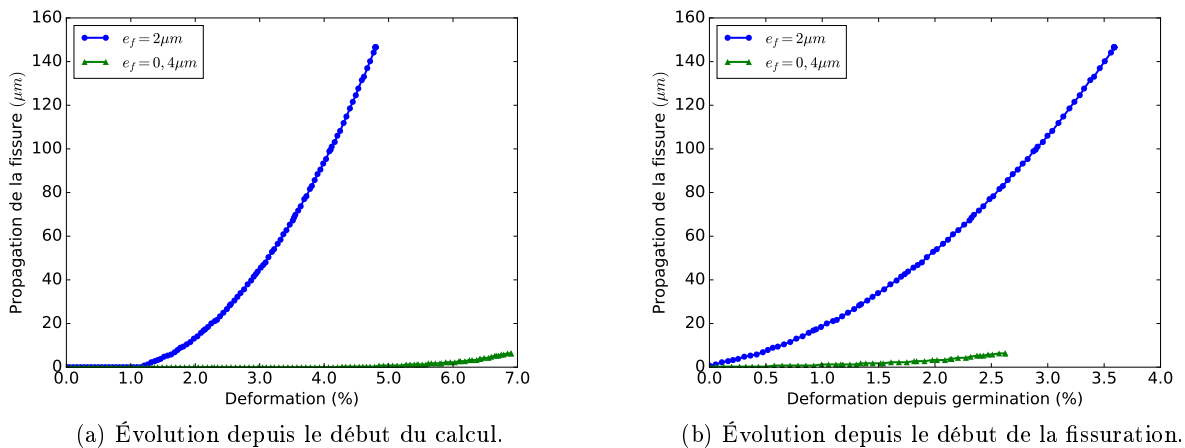 160
140
120
100
80
60
40
20
0
Propagation de la fissure (μm)
e_f = 2μm
e_f = 0,4μm
0.0 1.0 2.0 3.0 4.0 5.0 6.0 7.0
Deformation (%)
(a) Évolution depuis le début du calcul.
160
140
120
100
80
60
40
20
0
Propagation de la fissure (μm)
e_f = 2μm
e_f = 0,4μm
0.0 0.5 1.0 1.5 2.0 2.5 3.0 3.5 4.0
Deformation depuis germination (%)
(b) Évolution depuis le début de la fissuration.